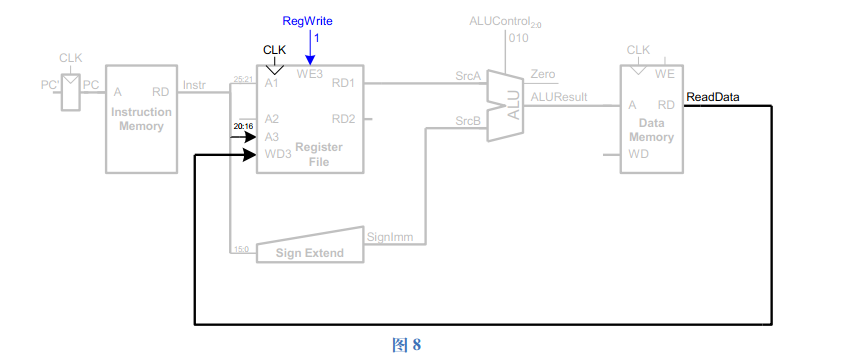 RegWrite
1
ALUControl2:0
010
CLK
PC'
PC
A
RD
Instruction
Memory
Instr
CLK
25:21
A1
WE3
RD1
A2
RD2
20:16
A3
WD3
Register
File
15:0
Sign Extend
SignImm
SrcA
SrcB
ALU
Zero
ALUResult
CLK
WE
A
RD
Data
Memory
WD
ReadData
图 8